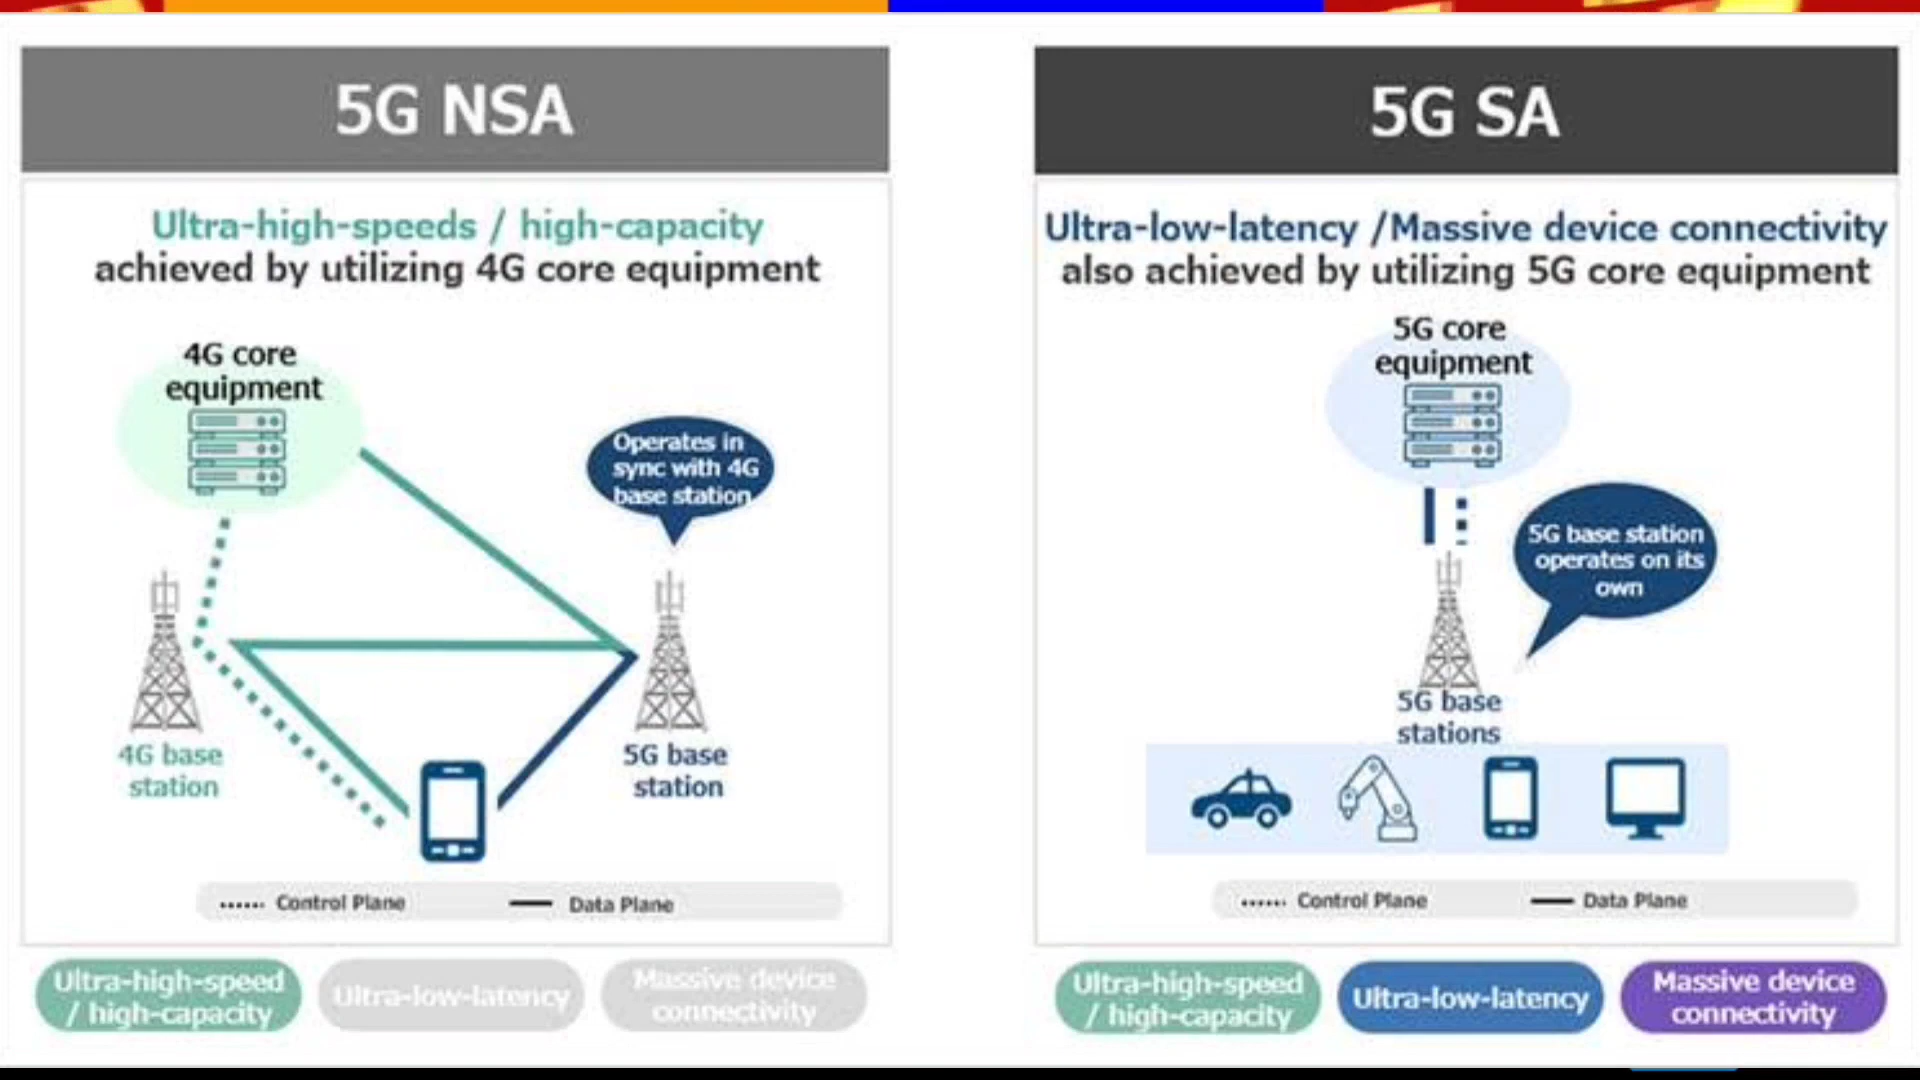 5G NSA
Ultra-high-speeds / high-capacity
achieved by utilizing 4G core equipment
4G core
equipment
Operates in
sync with 4G
base station
4G base
station
5G base
station
Control Plane
Data Plane
Ultra-high-speed
/ high-capacity
Ultra-low-latency
Massive device
connectivity
5G SA
Ultra-low-latency /Massive device connectivity
also achieved by utilizing 5G core equipment
5G core
equipment
5G base station
operates on its
own
5G base
stations
Control Plane
Data Plane
Ultra-high-speed
/ high-capacity
Ultra-low-latency
Massive device
connectivity